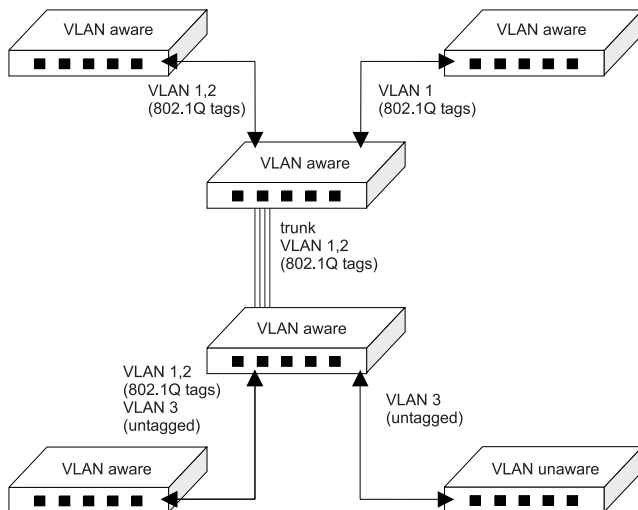 VLAN aware
VLAN aware
VLAN 1,2
(802.1Q tags)
VLAN 1
(802.1Q tags)
VLAN aware
trunk
VLAN 1,2
(802.1Q tags)
VLAN aware
VLAN 1,2
(802.1Q tags)
VLAN 3
(untagged)
VLAN 3
(untagged)
VLAN aware
VLAN unaware